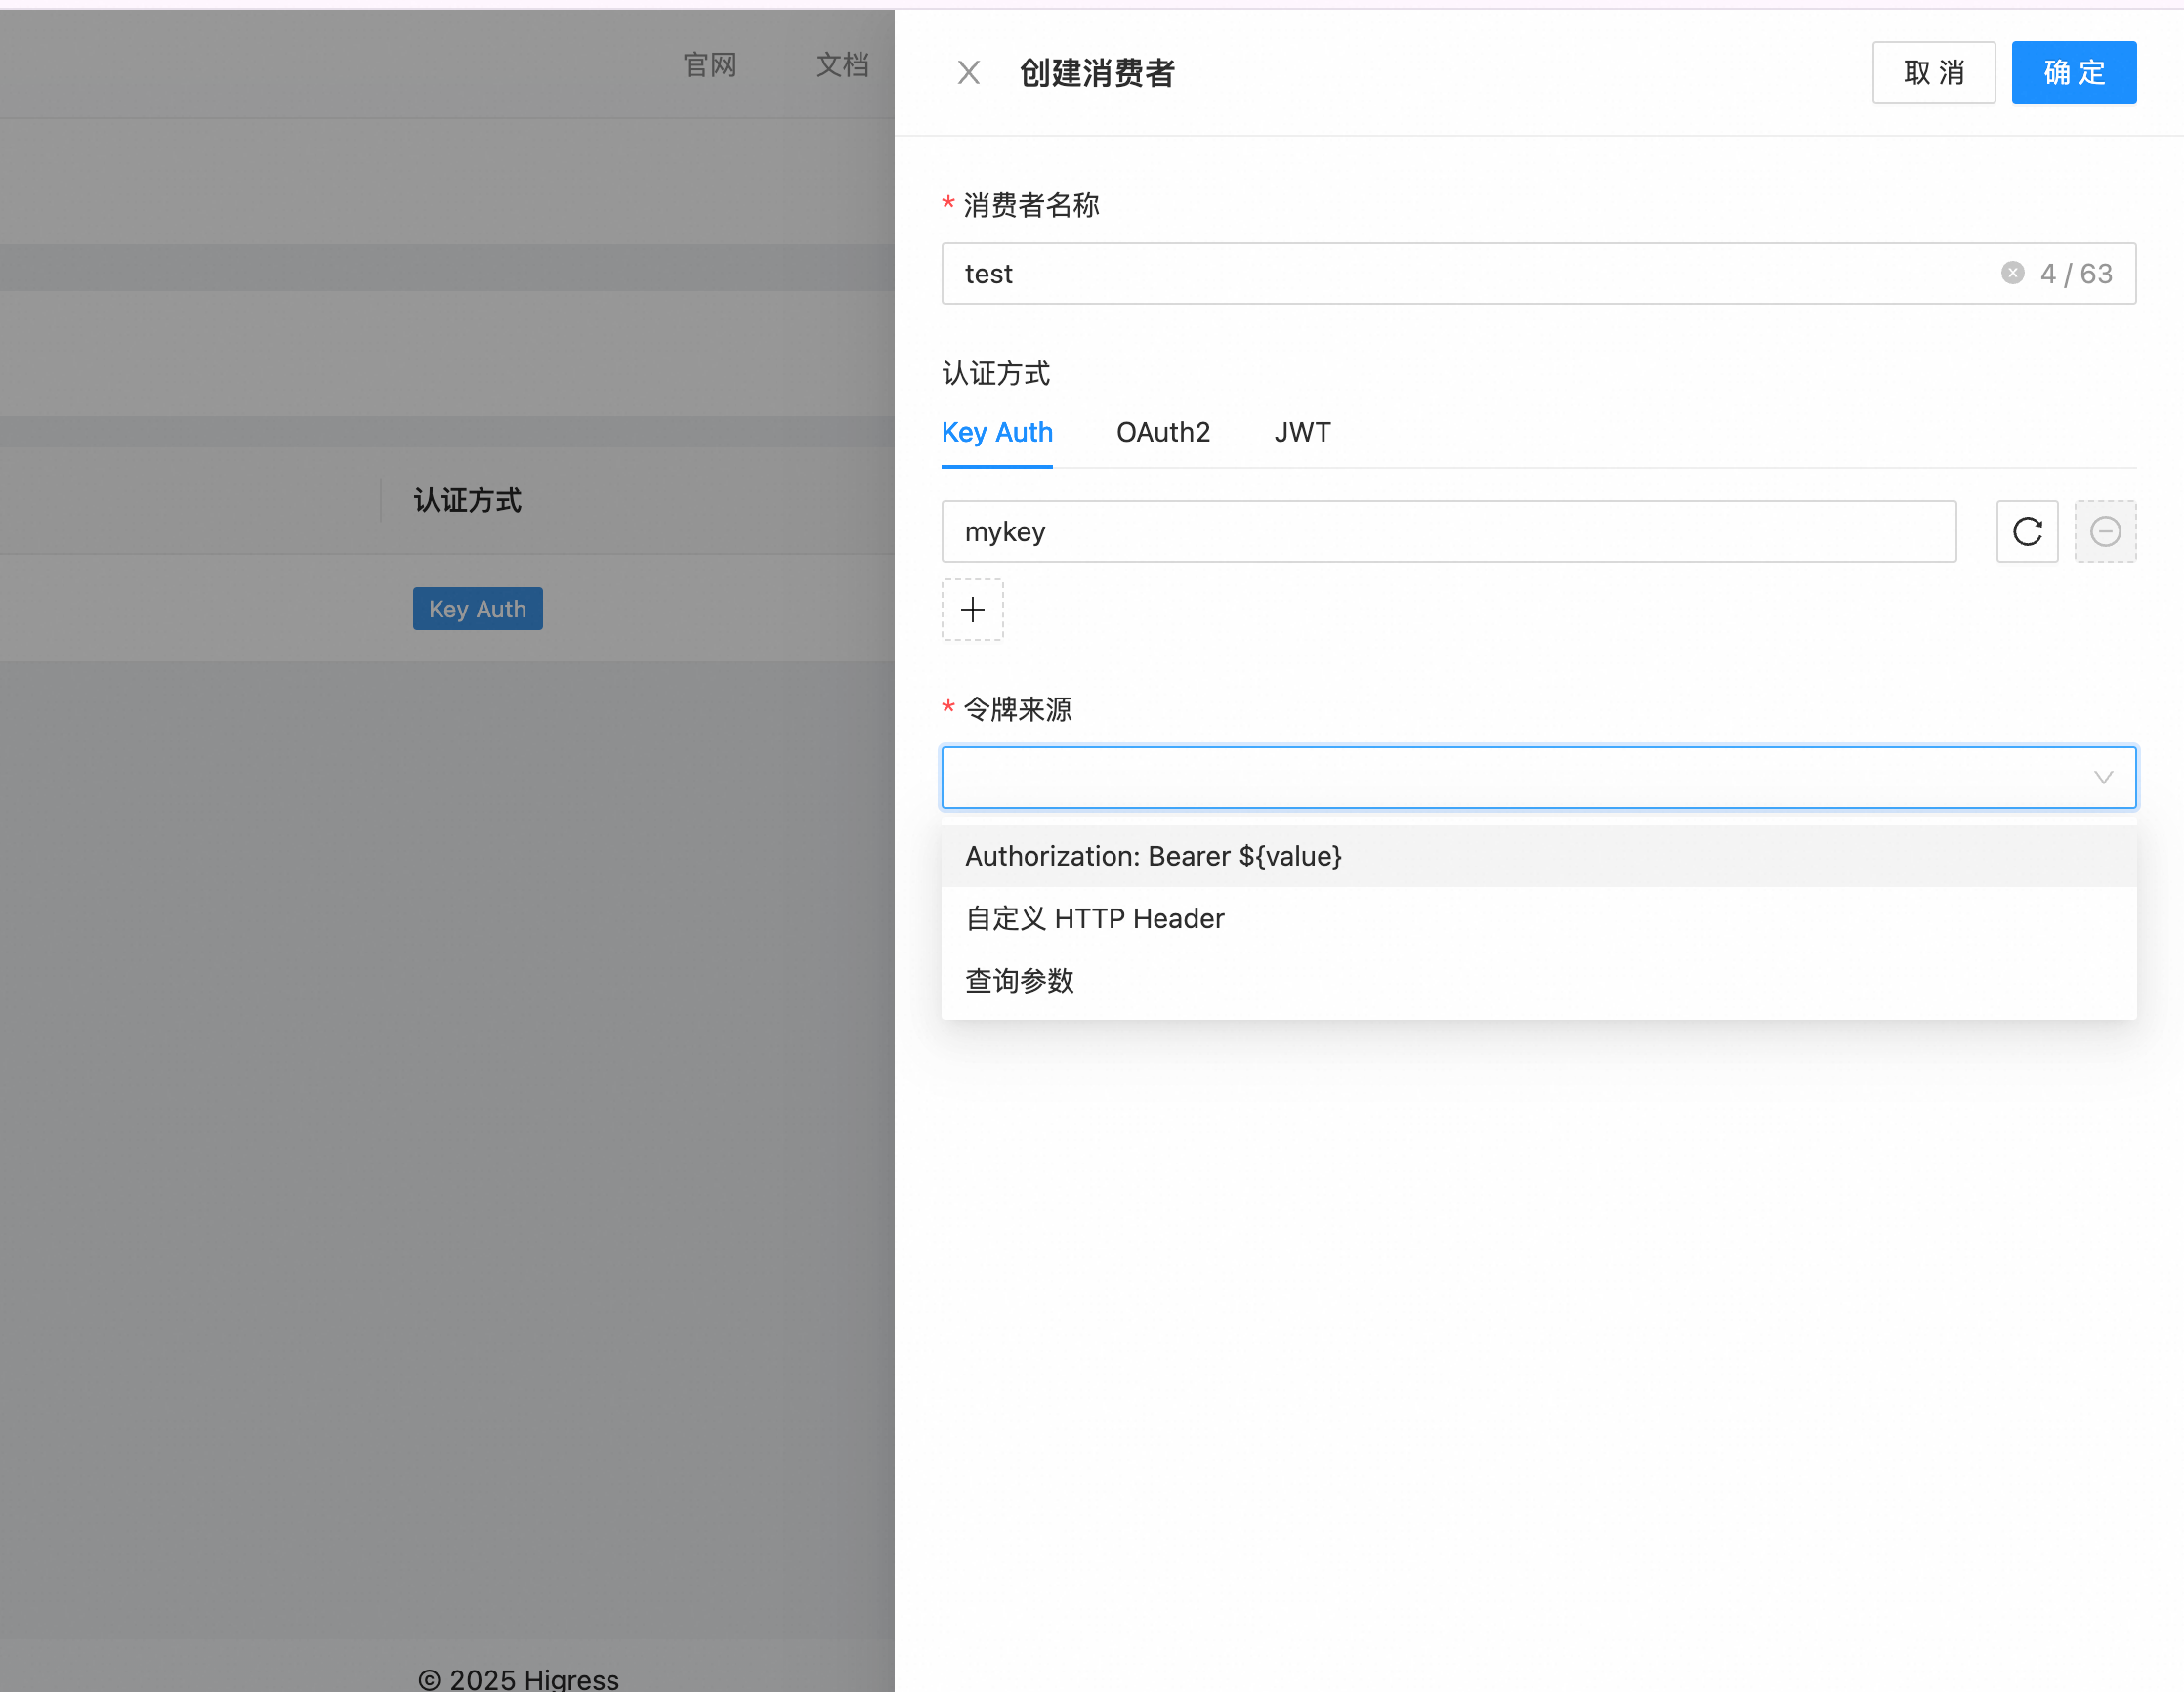 官网 文档
认证方式
Key Auth
© 2025 Higress
创建消费者
取 消 确 定
* 消费者名称
test 4 / 63
认证方式
Key Auth OAuth2 JWT
mykey
* 令牌来源
Authorization: Bearer ${value}
自定义 HTTP Header
查询参数